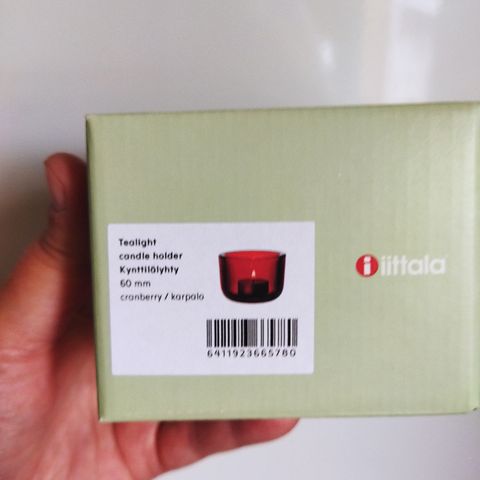 Tealight
candle holder
Kynttilälyhty
60 mm
cranberry / karpalo
6411923665780
i iittala